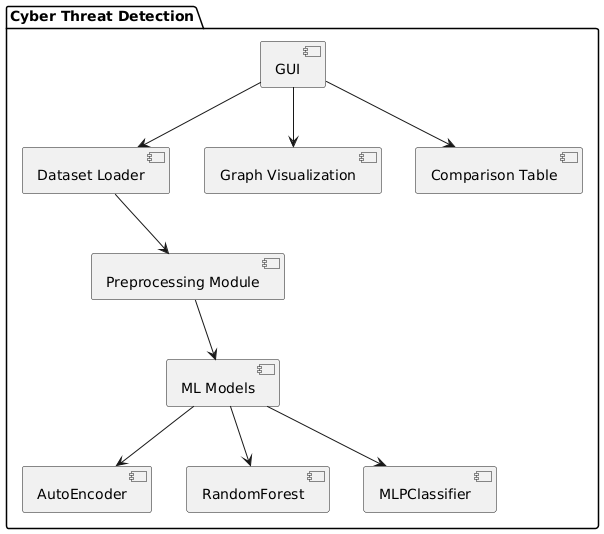 Cyber Threat Detection
GUI
Dataset Loader
Graph Visualization
Comparison Table
Preprocessing Module
ML Models
AutoEncoder
RandomForest
MLPClassifier